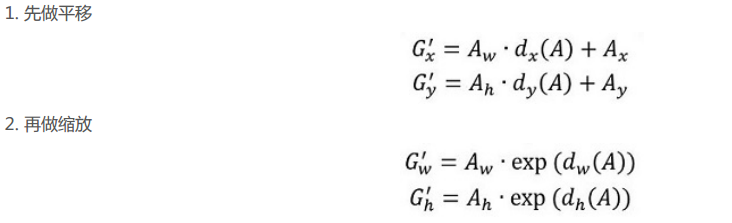 1. 先做平移
G′x = Aw · dx(A) + Ax
G′y = Ah · dy(A) + Ay
2. 再做缩放
G′w = Aw · exp (dw(A))
G′h = Ah · exp (dh(A))